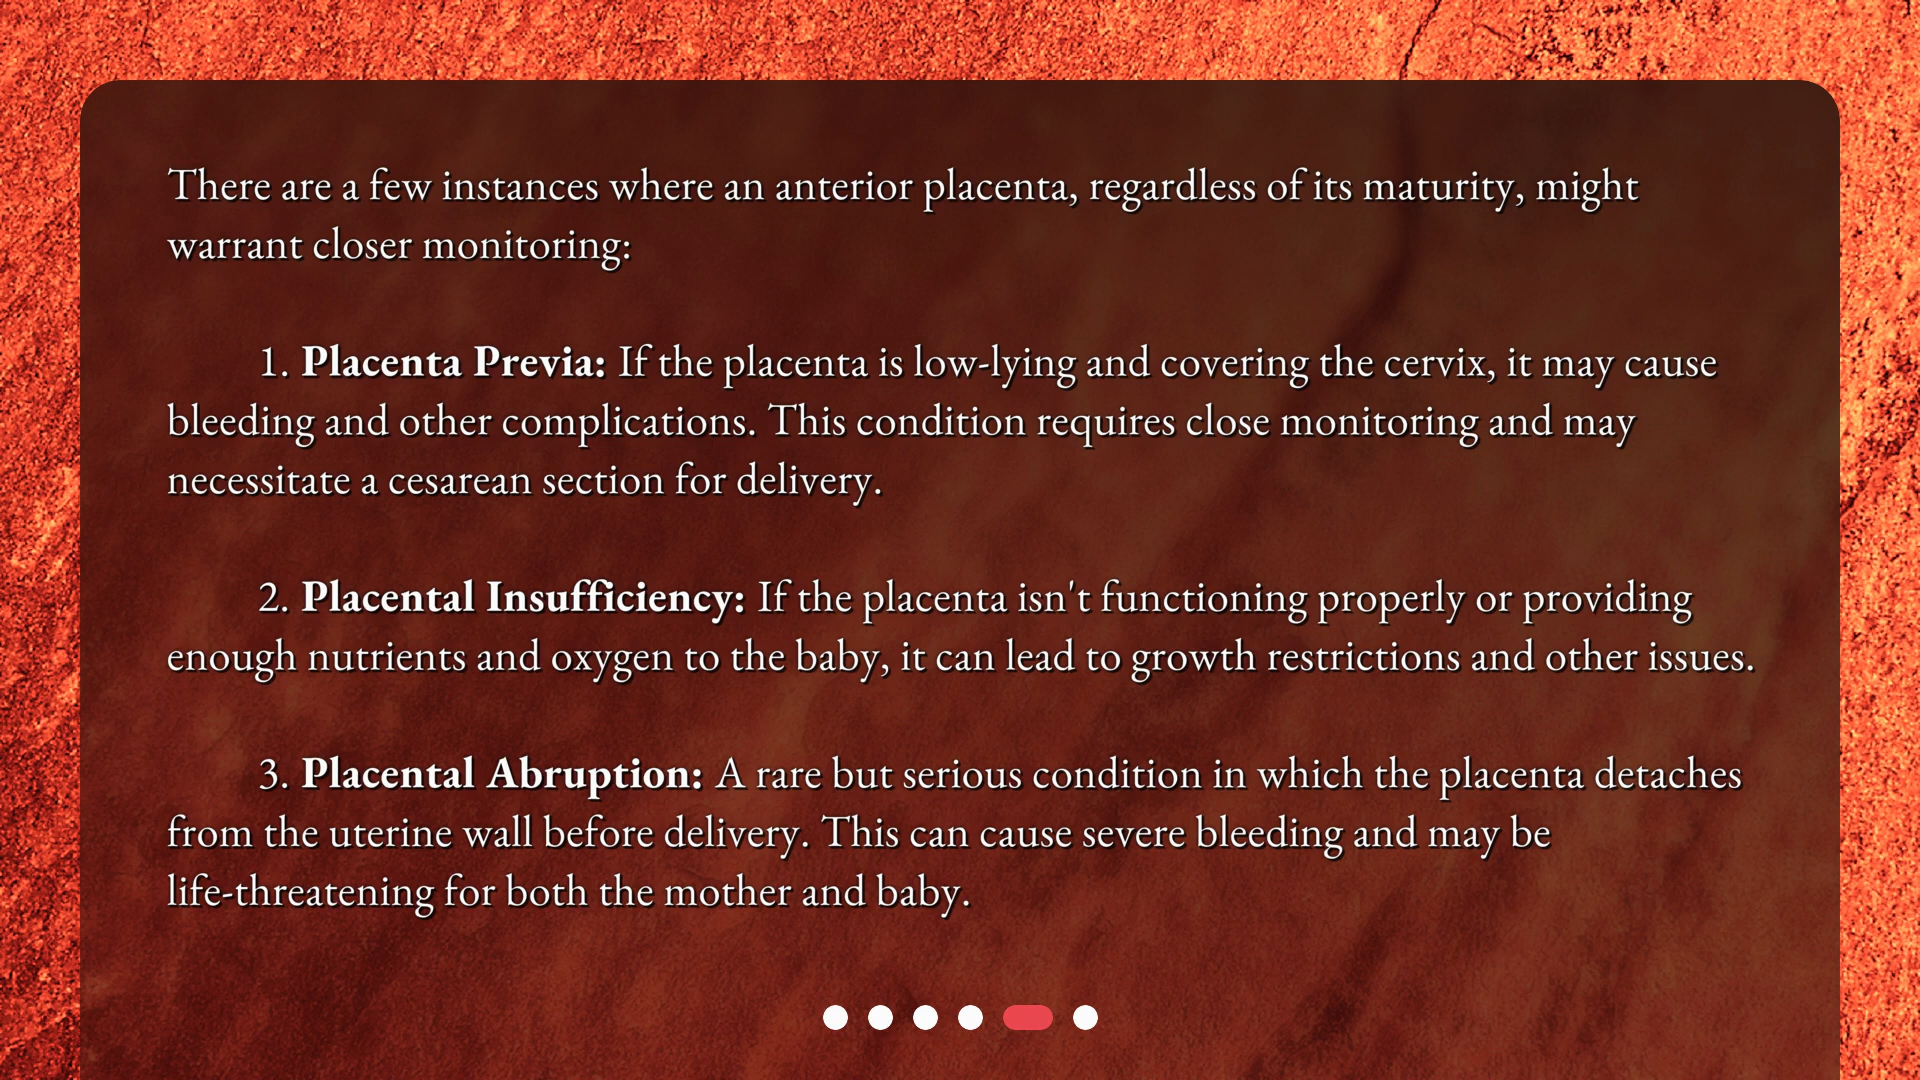 There are a few instances where an anterior placenta, regardless of its maturity, might
warrant closer monitoring:
1. Placenta Previa: If the placenta is low-lying and covering the cervix, it may cause
bleeding and other complications. This condition requires close monitoring and may
necessitate a cesarean section for delivery.
2. Placental Insufficiency: If the placenta isn't functioning properly or providing
enough nutrients and oxygen to the baby, it can lead to growth restrictions and other issues.
3. Placental Abruption: A rare but serious condition in which the placenta detaches
from the uterine wall before delivery. This can cause severe bleeding and may be
life-threatening for both the mother and baby.